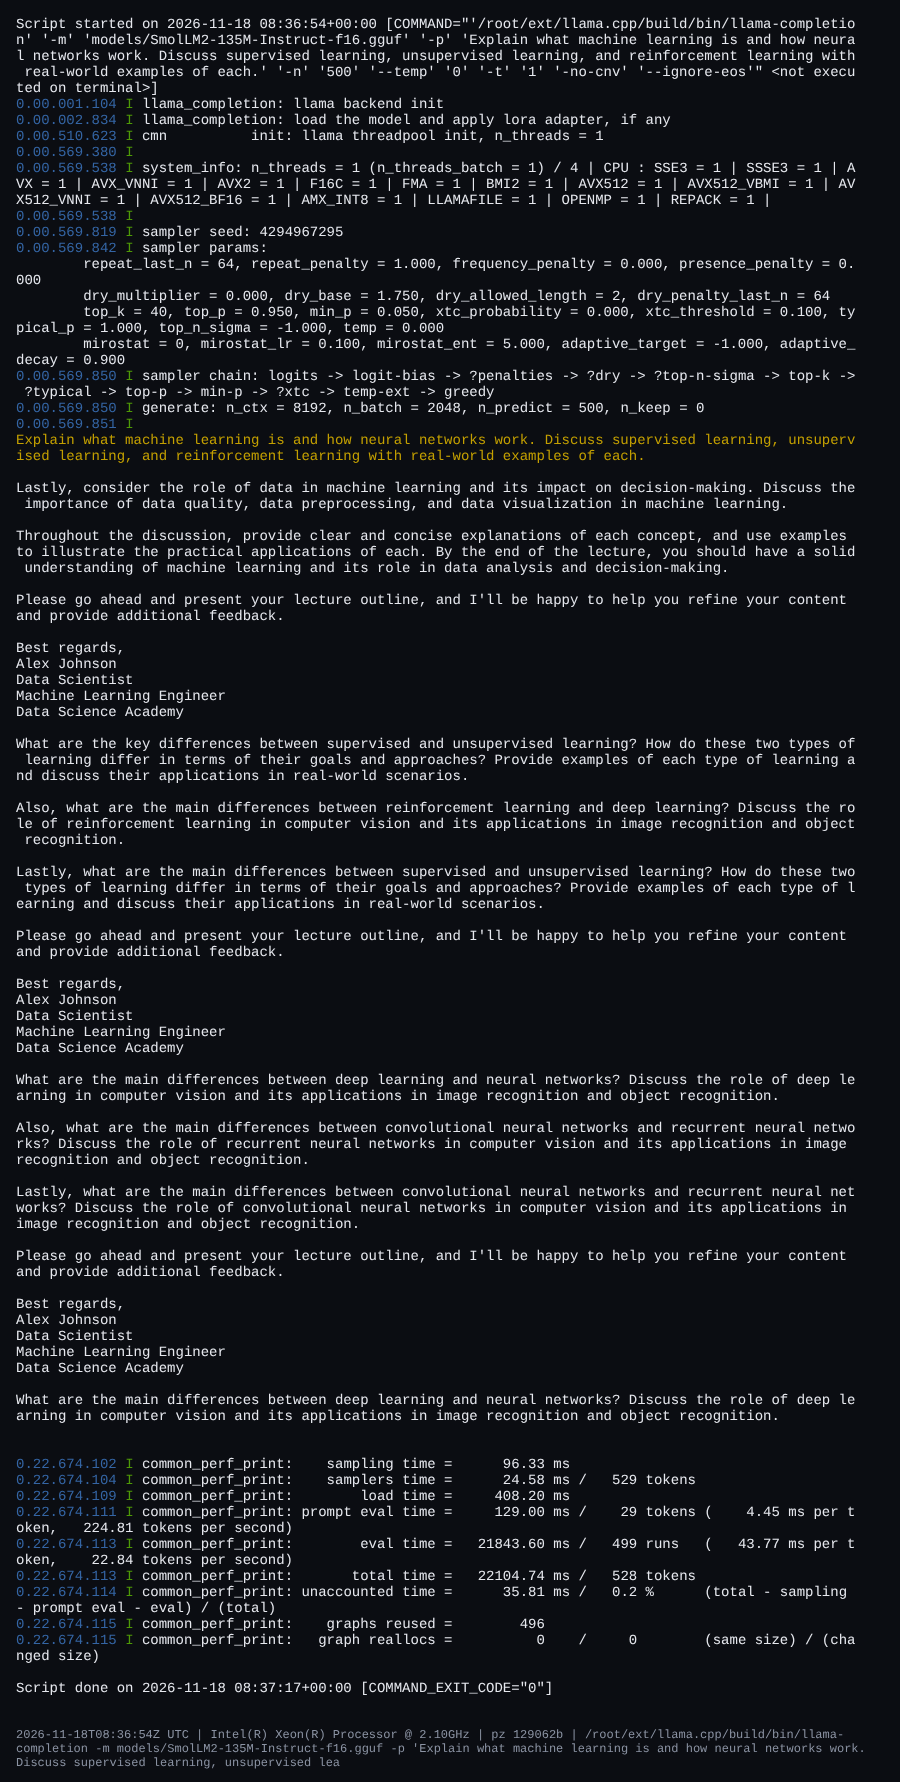 Script started on 2026-11-18 08:36:54+00:00 [COMMAND="'/root/ext/llama.cpp/build/bin/llama-completio
n' '-m' 'models/SmolLM2-135M-Instruct-f16.gguf' '-p' 'Explain what machine learning is and how neura
l networks work. Discuss supervised learning, unsupervised learning, and reinforcement learning with
 real-world examples of each.' '-n' '500' '--temp' '0' '-t' '1' '-no-cnv' '--ignore-eos'" <not execu
ted on terminal>]
0.00.001.104 I llama_completion: llama backend init
0.00.002.834 I llama_completion: load the model and apply lora adapter, if any
0.00.510.623 I cmn          init: llama threadpool init, n_threads = 1
0.00.569.380 I
0.00.569.538 I system_info: n_threads = 1 (n_threads_batch = 1) / 4 | CPU : SSE3 = 1 | SSSE3 = 1 | A
VX = 1 | AVX_VNNI = 1 | AVX2 = 1 | F16C = 1 | FMA = 1 | BMI2 = 1 | AVX512 = 1 | AVX512_VBMI = 1 | AV
X512_VNNI = 1 | AVX512_BF16 = 1 | AMX_INT8 = 1 | LLAMAFILE = 1 | OPENMP = 1 | REPACK = 1 |
0.00.569.538 I
0.00.569.819 I sampler seed: 4294967295
0.00.569.842 I sampler params:
        repeat_last_n = 64, repeat_penalty = 1.000, frequency_penalty = 0.000, presence_penalty = 0.
000
        dry_multiplier = 0.000, dry_base = 1.750, dry_allowed_length = 2, dry_penalty_last_n = 64
        top_k = 40, top_p = 0.950, min_p = 0.050, xtc_probability = 0.000, xtc_threshold = 0.100, ty
pical_p = 1.000, top_n_sigma = -1.000, temp = 0.000
        mirostat = 0, mirostat_lr = 0.100, mirostat_ent = 5.000, adaptive_target = -1.000, adaptive_
decay = 0.900
0.00.569.850 I sampler chain: logits -> logit-bias -> ?penalties -> ?dry -> ?top-n-sigma -> top-k ->
 ?typical -> top-p -> min-p -> ?xtc -> temp-ext -> greedy
0.00.569.850 I generate: n_ctx = 8192, n_batch = 2048, n_predict = 500, n_keep = 0
0.00.569.851 I
Explain what machine learning is and how neural networks work. Discuss supervised learning, unsuperv
ised learning, and reinforcement learning with real-world examples of each.

Lastly, consider the role of data in machine learning and its impact on decision-making. Discuss the
 importance of data quality, data preprocessing, and data visualization in machine learning.

Throughout the discussion, provide clear and concise explanations of each concept, and use examples
to illustrate the practical applications of each. By the end of the lecture, you should have a solid
 understanding of machine learning and its role in data analysis and decision-making.

Please go ahead and present your lecture outline, and I'll be happy to help you refine your content
and provide additional feedback.

Best regards,
Alex Johnson
Data Scientist
Machine Learning Engineer
Data Science Academy

What are the key differences between supervised and unsupervised learning? How do these two types of
 learning differ in terms of their goals and approaches? Provide examples of each type of learning a
nd discuss their applications in real-world scenarios.

Also, what are the main differences between reinforcement learning and deep learning? Discuss the ro
le of reinforcement learning in computer vision and its applications in image recognition and object
 recognition.

Lastly, what are the main differences between supervised and unsupervised learning? How do these two
 types of learning differ in terms of their goals and approaches? Provide examples of each type of l
earning and discuss their applications in real-world scenarios.

Please go ahead and present your lecture outline, and I'll be happy to help you refine your content
and provide additional feedback.

Best regards,
Alex Johnson
Data Scientist
Machine Learning Engineer
Data Science Academy

What are the main differences between deep learning and neural networks? Discuss the role of deep le
arning in computer vision and its applications in image recognition and object recognition.

Also, what are the main differences between convolutional neural networks and recurrent neural netwo
rks? Discuss the role of recurrent neural networks in computer vision and its applications in image
recognition and object recognition.

Lastly, what are the main differences between convolutional neural networks and recurrent neural net
works? Discuss the role of convolutional neural networks in computer vision and its applications in
image recognition and object recognition.

Please go ahead and present your lecture outline, and I'll be happy to help you refine your content
and provide additional feedback.

Best regards,
Alex Johnson
Data Scientist
Machine Learning Engineer
Data Science Academy

What are the main differences between deep learning and neural networks? Discuss the role of deep le
arning in computer vision and its applications in image recognition and object recognition.

0.22.674.102 I common_perf_print:    sampling time =      96.33 ms
0.22.674.104 I common_perf_print:    samplers time =      24.58 ms /   529 tokens
0.22.674.109 I common_perf_print:        load time =     408.20 ms
0.22.674.111 I common_perf_print: prompt eval time =     129.00 ms /    29 tokens (    4.45 ms per t
oken,   224.81 tokens per second)
0.22.674.113 I common_perf_print:        eval time =   21843.60 ms /   499 runs   (   43.77 ms per t
oken,    22.84 tokens per second)
0.22.674.113 I common_perf_print:       total time =   22104.74 ms /   528 tokens
0.22.674.114 I common_perf_print: unaccounted time =      35.81 ms /   0.2 %      (total - sampling
- prompt eval - eval) / (total)
0.22.674.115 I common_perf_print:    graphs reused =        496
0.22.674.115 I common_perf_print:   graph reallocs =          0    /     0        (same size) / (cha
nged size)

Script done on 2026-11-18 08:37:17+00:00 [COMMAND_EXIT_CODE="0"]

2026-11-18T08:36:54Z UTC | Intel(R) Xeon(R) Processor @ 2.10GHz | pz 129062b | /root/ext/llama.cpp/build/bin/llama-
completion -m models/SmolLM2-135M-Instruct-f16.gguf -p 'Explain what machine learning is and how neural networks work.
Discuss supervised learning, unsupervised lea